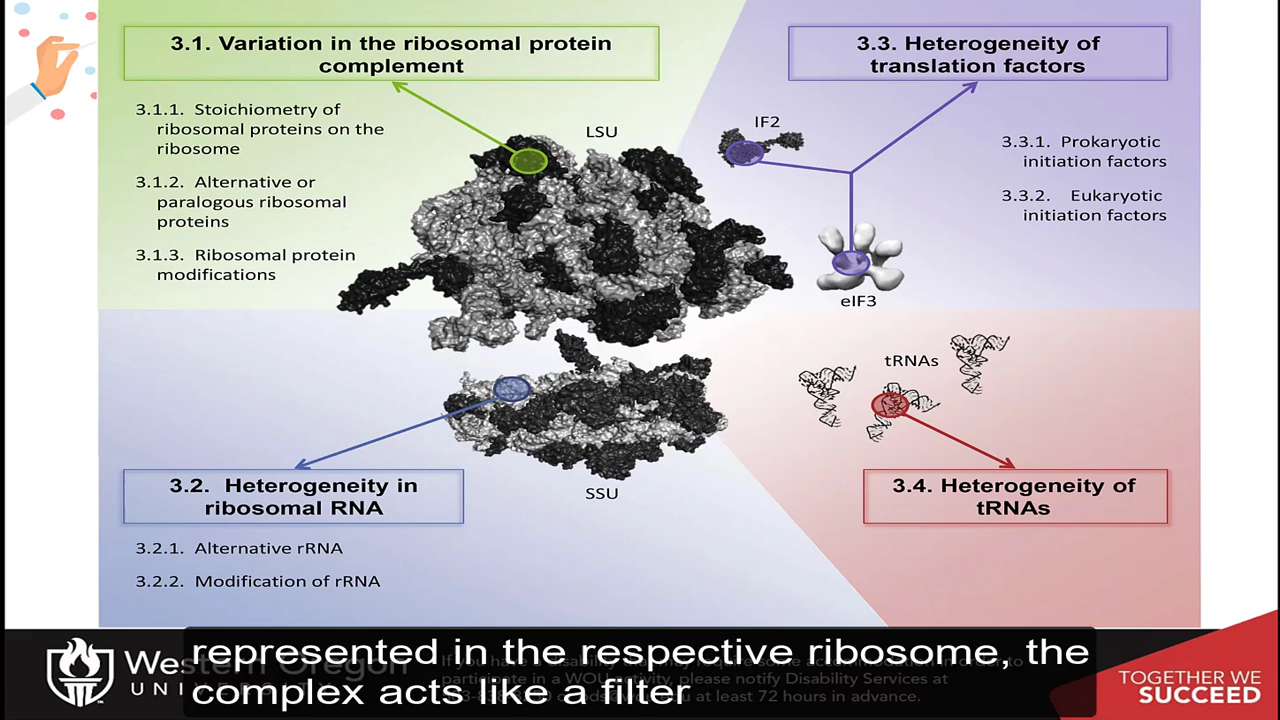 3.1. Variation in the ribosomal protein
complement
3.1.1. Stoichiometry of
ribosomal proteins on the
ribosome
3.1.2. Alternative or
paralogous ribosomal
proteins
3.1.3. Ribosomal protein
modifications
LSU
IF2
3.3. Heterogeneity of
translation factors
3.3.1. Prokaryotic
initiation factors
3.3.2. Eukaryotic
initiation factors
eIF3
tRNAs
SSU
3.2. Heterogeneity in
ribosomal RNA
3.2.1. Alternative rRNA
3.2.2. Modification of rRNA
3.4. Heterogeneity of
tRNAs
represented in the respective ribosome, the
complex acts like a filter
Western Oregon
participate in a WOU activity, please notify Disability Services at
at least 72 hours in advance.
TOGETHER WE
SUCCEED